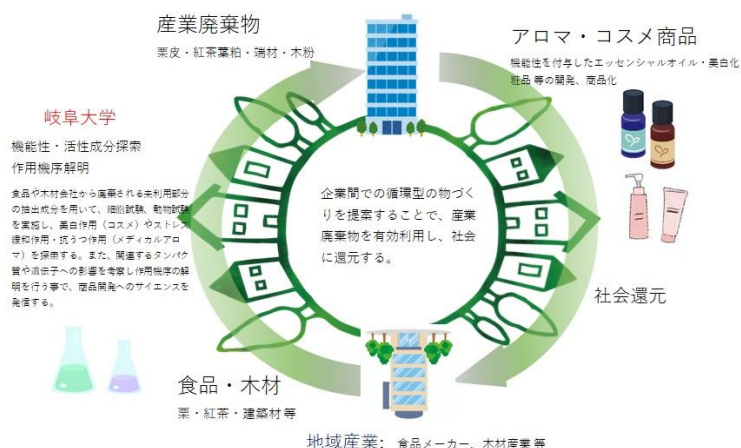 産業廃棄物
栗皮・紅茶葉粕・端材・木粉
アロマ・コスメ商品
機能性を付与したエッセンシャルオイル・美白化
粧品 等の開発、商品化
岐阜大学
機能性・活性成分探索
作用機序解明
食品や木材会社から廃棄される未利用部分
の抽出成分を用いて、細胞試験、動物試験
を実施し、美白作用（コスメ）やストレス
緩和作用・抗うつ作用（メディカルアロ
マ）を探索する。また、関連するタンパク
質や遺伝子への影響を考察し作用機序の解
明を行う事で、商品開発へのサイエンスを
発信する。
企業間での循環型の物づく
りを提案することで、産業
廃棄物を有効利用し、社会
に還元する。
社会還元
食品・木材
栗・紅茶・建築材等
地域産業： 食品メーカー、木材産業 等